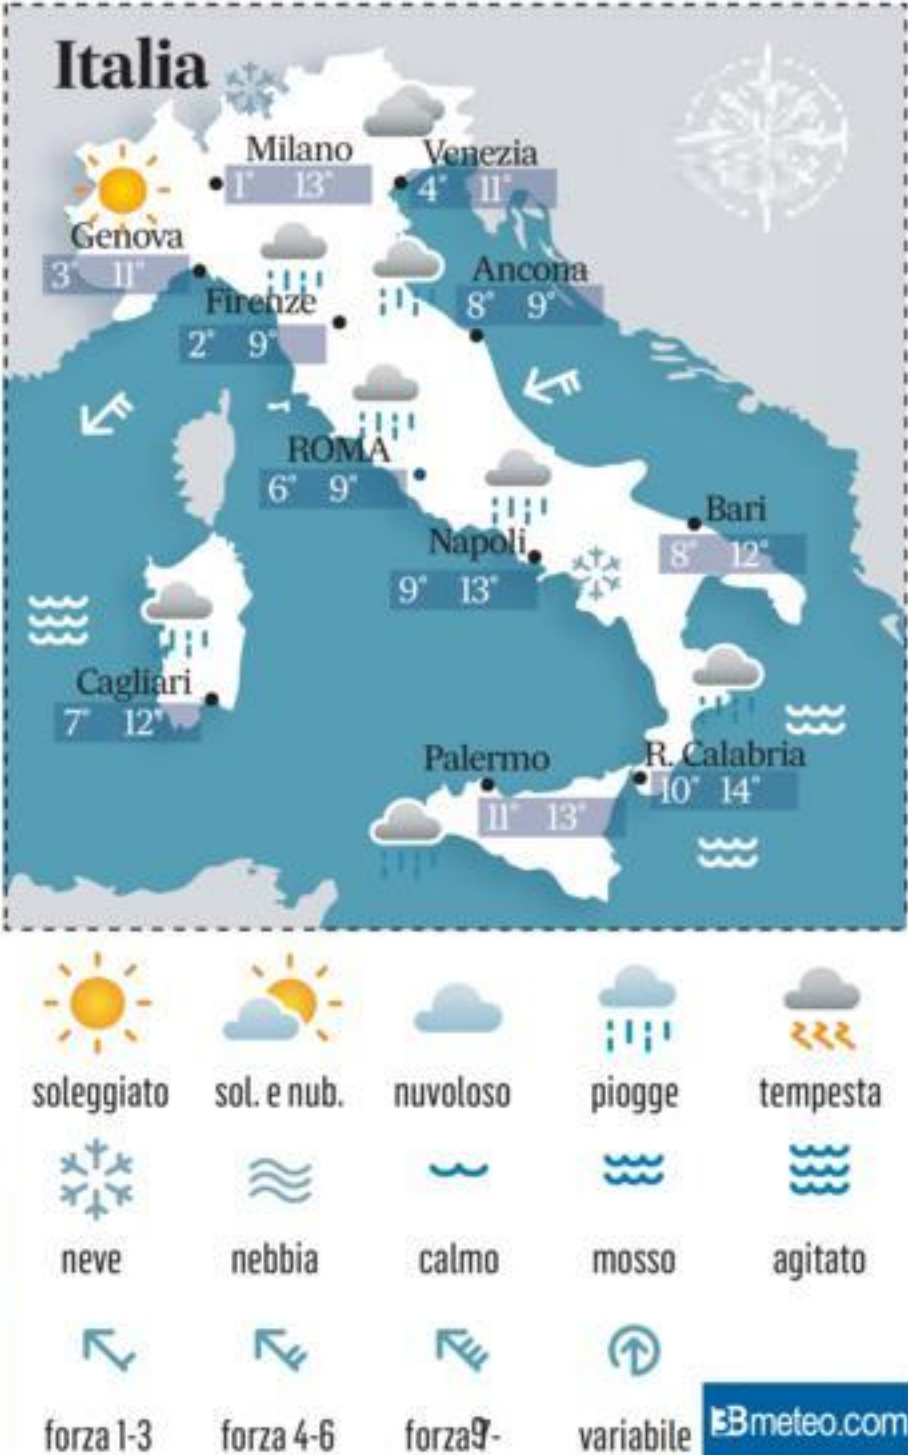 Italia
Milano
1° 13°
Venezia
4° 11°
Genova
3° 11°
Ancona
8° 9°
Firenze
2° 9°
ROMA
6° 9°
Bari
8° 12°
Napoli
9° 13°
Cagliari
7° 12°
Palermo
11° 13°
R. Calabria
10° 14°
soleggiato sol. e nub. nuvoloso piogge tempesta
neve nebbia calmo mosso agitato
forza 1-3 forza 4-6 forza variabile
3Bmeteo.com